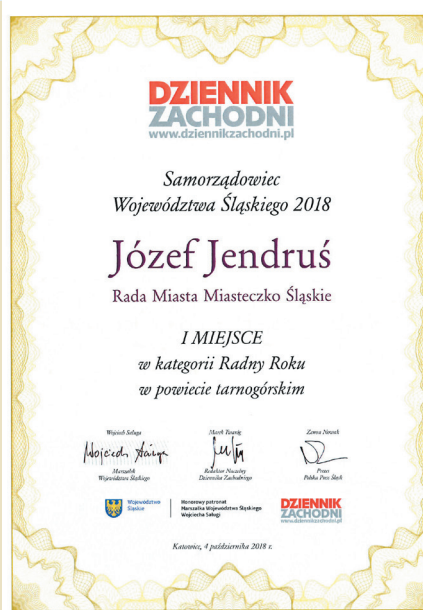 DZIENNIK
ZACHODNI
www.dziennikzachodni.pl
Samorządowiec
Województwa Śląskiego 2018
Józef Jendruś
Rada Miasta Miasteczko Śląskie
I MIEJSCE
w kategorii Radny Roku
w powiecie tarnogórskim
Wojciech Saługa
Marek Twaróg
Zenon Nowak
Marszałek
Województwa Śląskiego
Redaktor Naczelny
Dziennika Zachodniego
Prezes
Polska Press Śląsk
Województwo
Śląskie
Honorowy patronat
Marszałka Województwa Śląskiego
Wojciecha Saługi
DZIENNIK
ZACHODNI
www.dziennikzachodni.pl
Katowice, 4 października 2018 r.